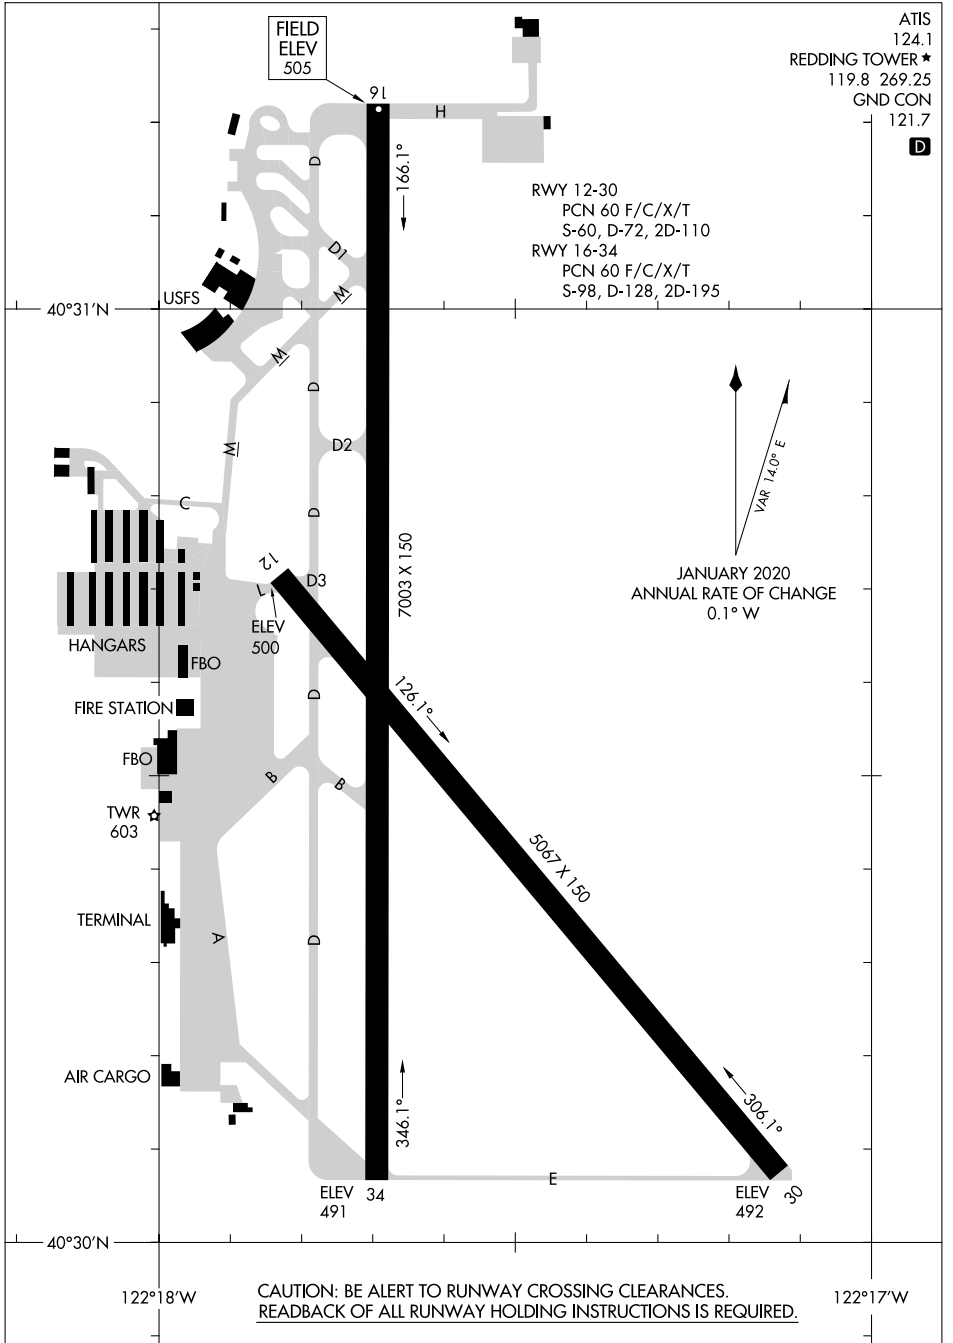 FIELD
ELEV
505
ATIS
124.1
REDDING TOWER ★
119.8 269.25
GND CON
121.7
D
16
H
D
166.1°
RWY 12-30
PCN 60 F/C/X/T
S-60, D-72, 2D-110
RWY 16-34
PCN 60 F/C/X/T
S-98, D-128, 2D-195
D1
W
USFS
40°31'N
W
D
W
D2
VAR 14.0° E
C
D
7003 X 150
12
L
D3
JANUARY 2020
ANNUAL RATE OF CHANGE
0.1° W
ELEV
500
HANGARS
FBO
D
126.1°
FIRE STATION
FBO
B
B
TWR
603
5067 X 150
TERMINAL
A
D
AIR CARGO
346.1°
306.1°
E
ELEV
491
34
ELEV
492
30
40°30'N
122°18'W
122°17'W
CAUTION: BE ALERT TO RUNWAY CROSSING CLEARANCES.
READBACK OF ALL RUNWAY HOLDING INSTRUCTIONS IS REQUIRED.